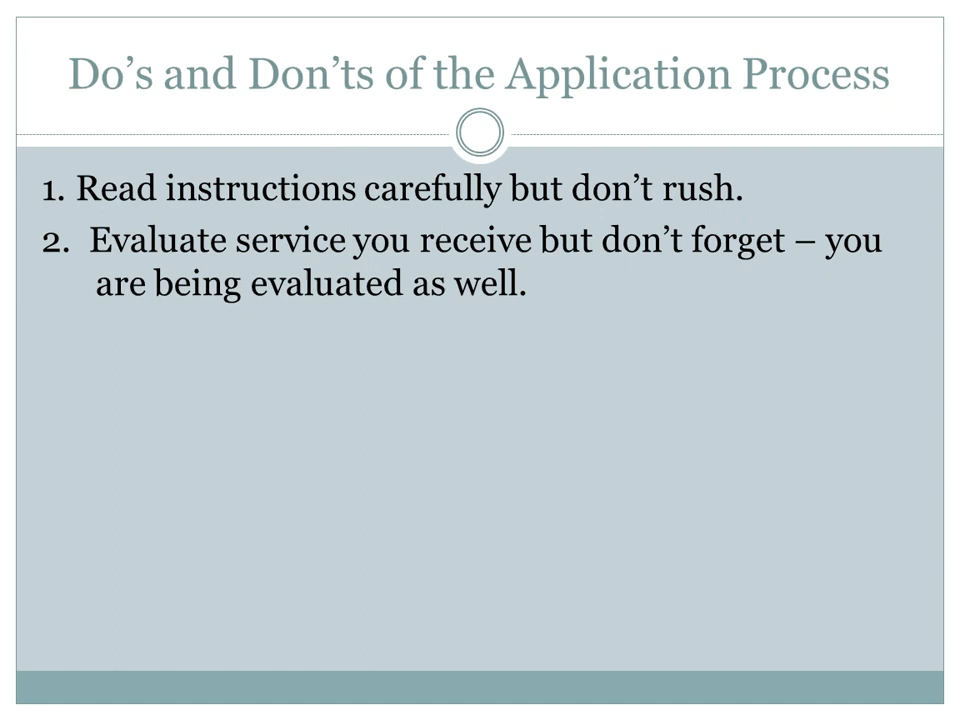 Do’s and Don’ts of the Application Process
1. Read instructions carefully but don’t rush.
2. Evaluate service you receive but don’t forget – you
are being evaluated as well.